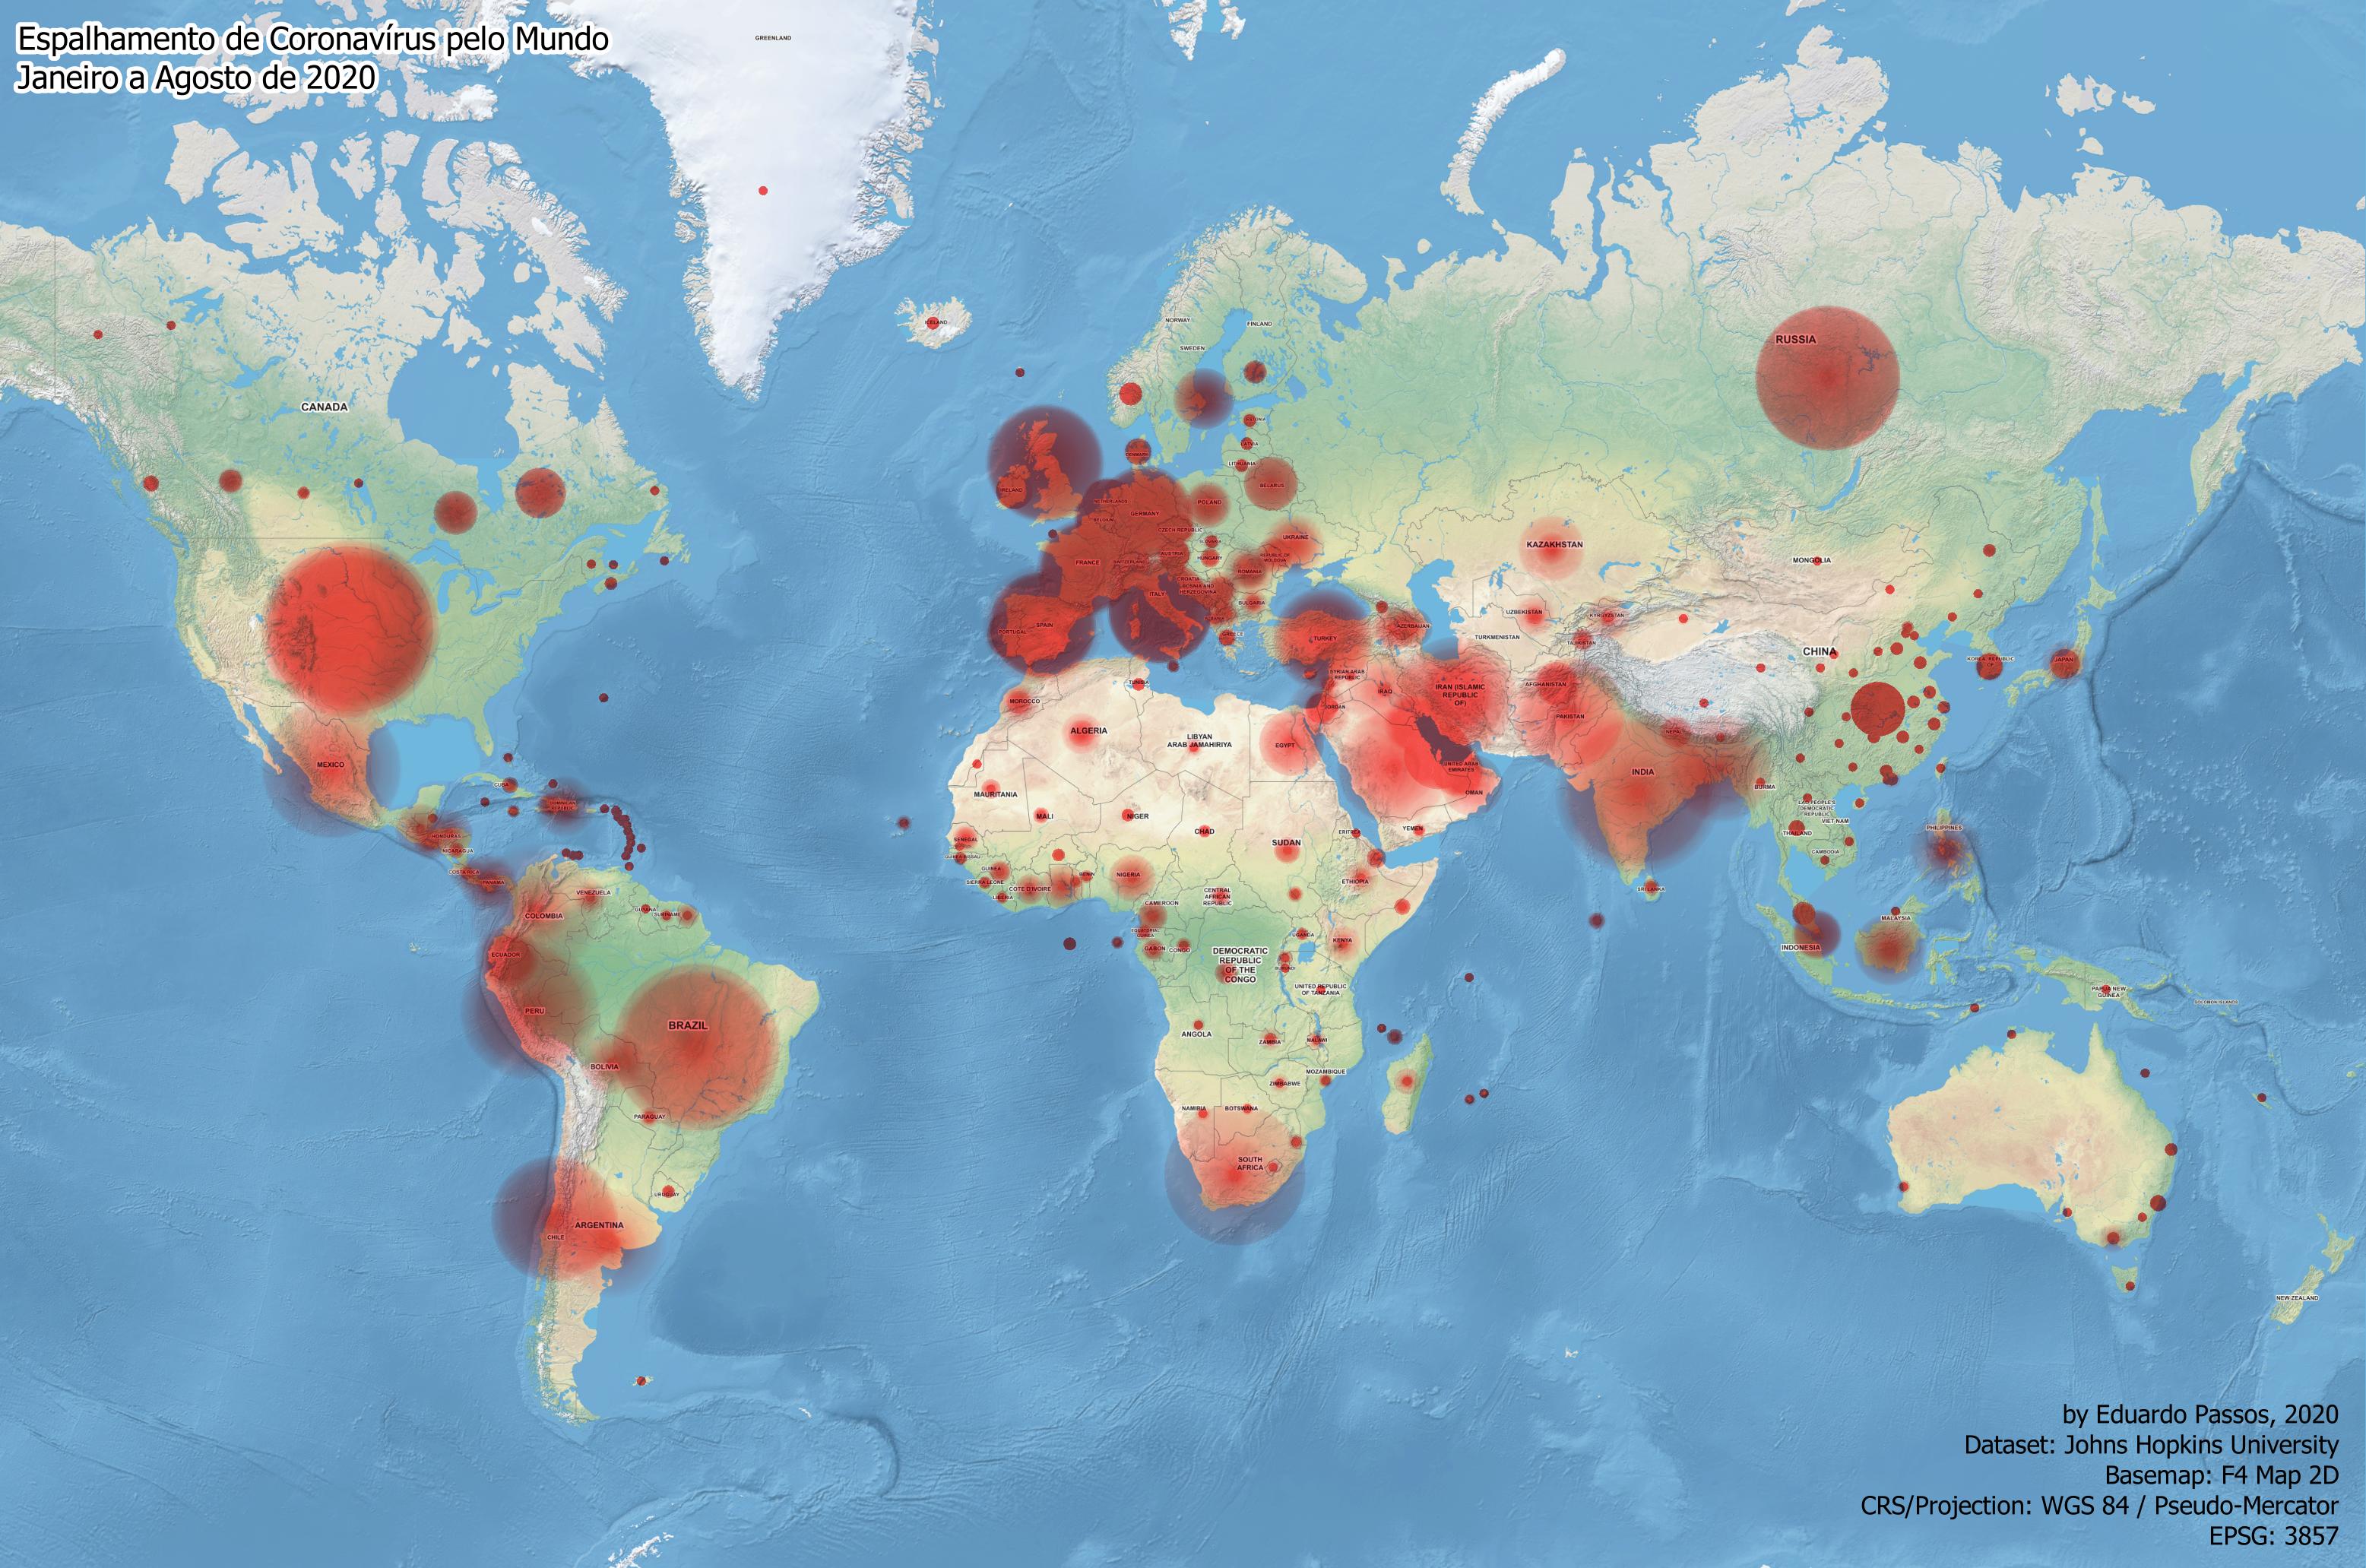 Espalhamento de Coronavírus pelo Mundo
Janeiro a Agosto de 2020
GREENLAND
ICELAND
NORWAY
FINLAND
SWEDEN
RUSSIA
CANADA
ESTONIA
LATVIA
LITHUANIA
DENMARK
IRELAND
BELARUS
NETHERLANDS
POLAND
GERMANY
BELGIUM
CZECH REPUBLIC
UKRAINE
KAZAKHSTAN
AUSTRIA
HUNGARY
REPUBLIC OF
MOLDOVA
FRANCE
SWITZERLAND
MONGOLIA
ROMANIA
CROATIA
BOSNIA AND
HERZEGOVINA
ITALY
BULGARIA
UZBEKISTAN
KYRGYZSTAN
SPAIN
PORTUGAL
GREECE
TURKEY
AZERBAIJAN
TURKMENISTAN
TAJIKISTAN
CHINA
KOREA, REPUBLIC
OF
JAPAN
SYRIAN ARAB
REPUBLIC
TUNISIA
IRAQ
IRAN (ISLAMIC
REPUBLIC
OF)
AFGHANISTAN
MOROCCO
JORDAN
PAKISTAN
ALGERIA
LIBYAN
ARAB JAMAHIRIYA
EGYPT
NEPAL
MEXICO
UNITED ARAB
EMIRATES
INDIA
CUBA
OMAN
BURMA
MAURITANIA
DOMINICAN
REPUBLIC
LAO PEOPLE'S
DEMOCRATIC
REPUBLIC
MALI
NIGER
VIET NAM
CHAD
YEMEN
ERITREA
THAILAND
PHILIPPINES
HONDURAS
SENEGAL
SUDAN
NICARAGUA
GUINEA-BISSAU
CAMBODIA
GUINEA
COSTA RICA
BENIN
NIGERIA
PANAMA
SIERRA LEONE
COTE D'IVOIRE
ETHIOPIA
SRI LANKA
VENEZUELA
LIBERIA
CENTRAL
AFRICAN
REPUBLIC
CAMEROON
GUYANA
SURINAME
COLOMBIA
MALAYSIA
EQUATORIAL
GUINEA
UGANDA
KENYA
GABON
CONGO
INDONESIA
ECUADOR
DEMOCRATIC
REPUBLIC
OF THE
CONGO
BURUNDI
UNITED REPUBLIC
OF TANZANIA
PAPUA NEW
GUINEA
SOLOMON ISLANDS
PERU
BRAZIL
ANGOLA
ZAMBIA
MALAWI
BOLIVIA
MOZAMBIQUE
ZIMBABWE
NAMIBIA
BOTSWANA
PARAGUAY
SOUTH
AFRICA
URUGUAY
ARGENTINA
CHILE
NEW ZEALAND
by Eduardo Passos, 2020
Dataset: Johns Hopkins University
Basemap: F4 Map 2D
CRS/Projection: WGS 84 / Pseudo-Mercator
EPSG: 3857